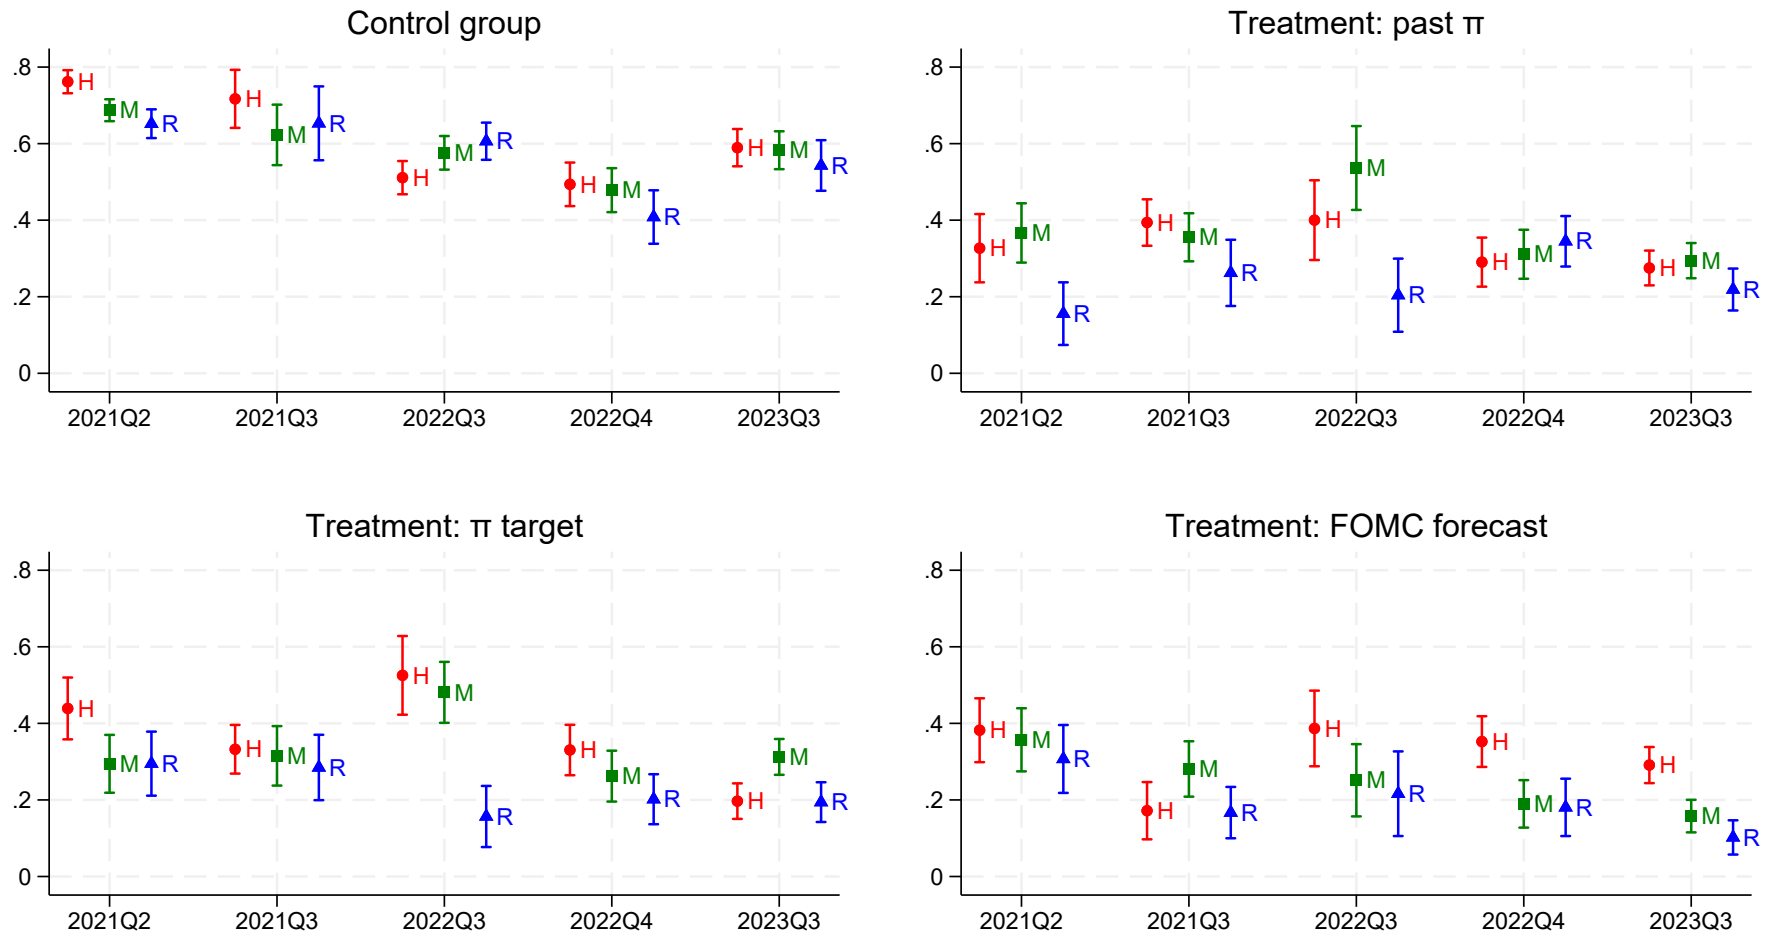 Control group
.8
.6
.4
.2
0
H M R H M R H M R H M R H M R
2021Q2 2021Q3 2022Q3 2022Q4 2023Q3
Treatment: past π
.8
.6
.4
.2
0
H M R H M R H M R H M R H M R
2021Q2 2021Q3 2022Q3 2022Q4 2023Q3
Treatment: π target
.8
.6
.4
.2
0
H M R H M R H M R H M R H M R
2021Q2 2021Q3 2022Q3 2022Q4 2023Q3
Treatment: FOMC forecast
.8
.6
.4
.2
0
H M R H M R H M R H M R H M R
2021Q2 2021Q3 2022Q3 2022Q4 2023Q3